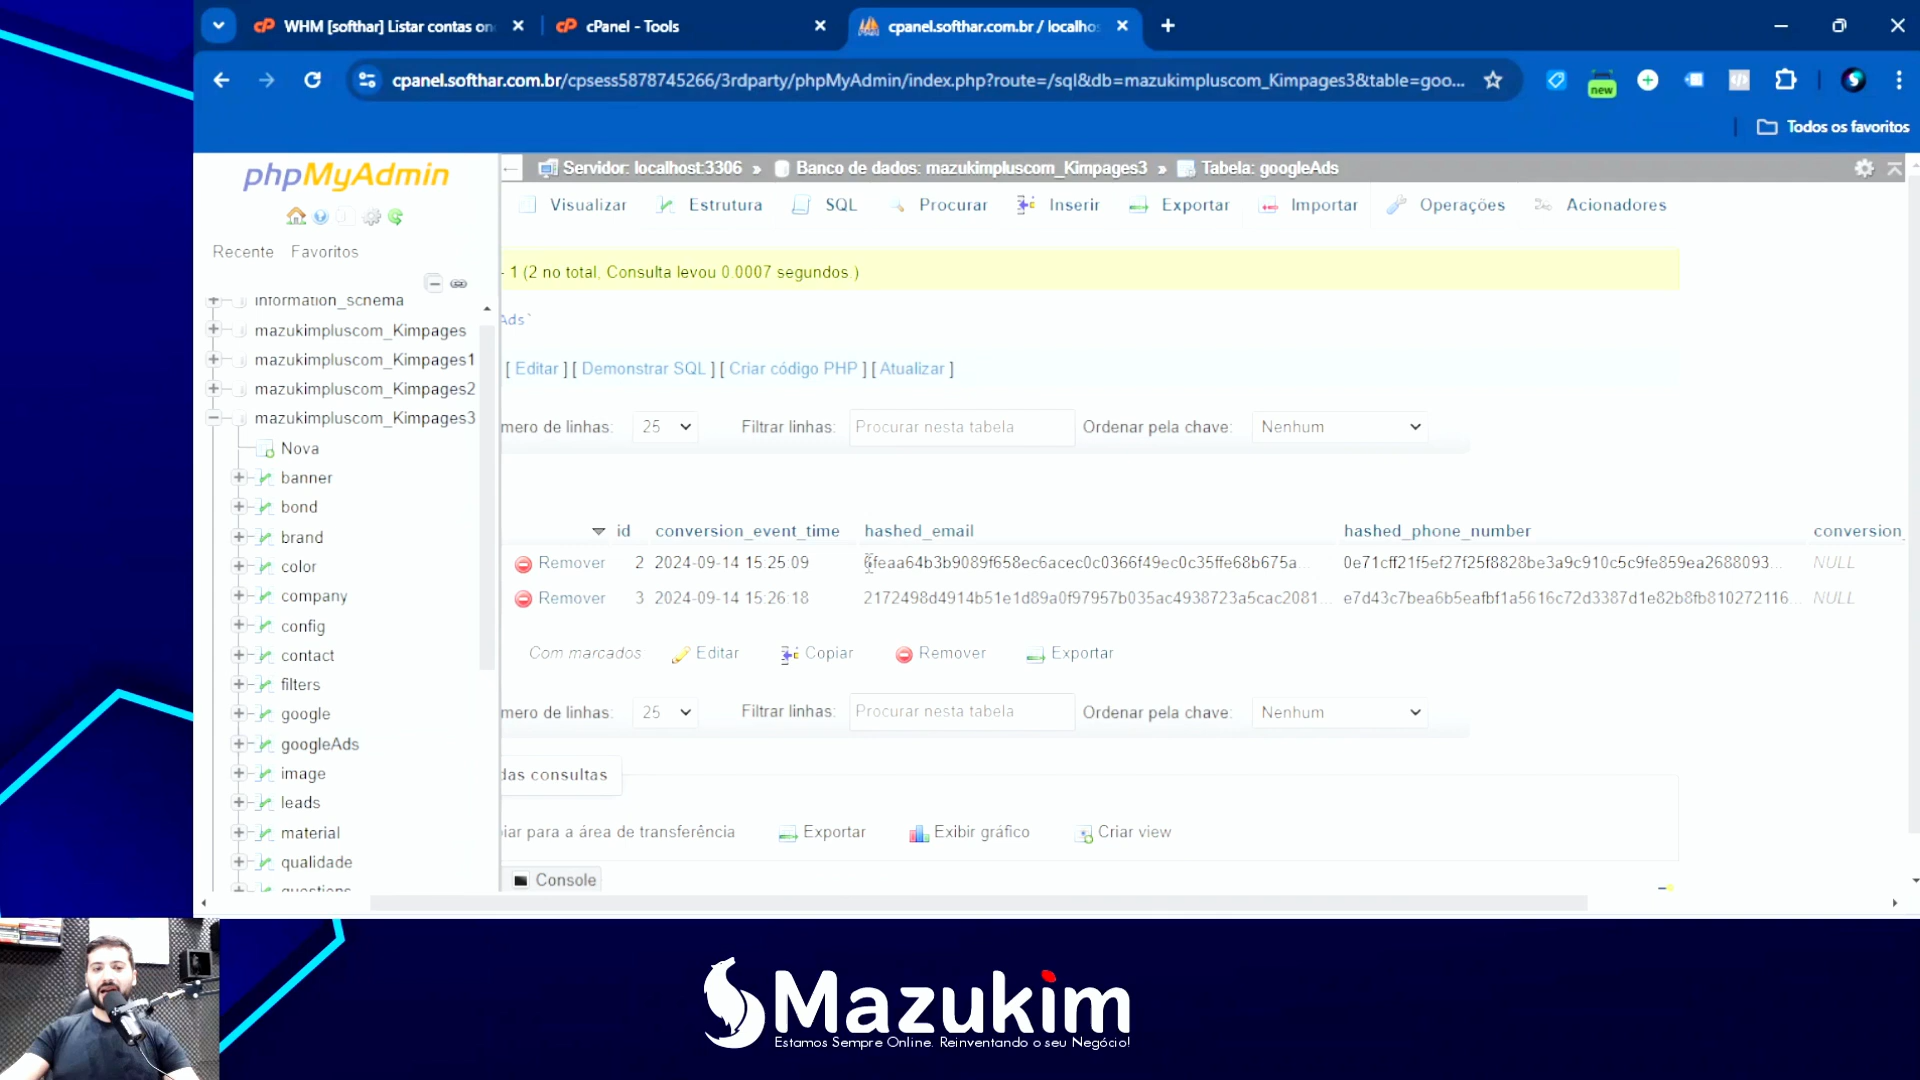 WHM [softhar] Listar contas on
cPanel - Tools
cpanel.softhar.com.br / localho
cpanel.softhar.com.br/cpsess5878745266/3rdparty/phpMyAdmin/index.php?route=/sql&db=mazukimpluscom_Kimpages3&table=goo...
new
Todos os favoritos
phpMyAdmin
Recente Favoritos
information_schema
mazukimpluscom_Kimpages
mazukimpluscom_Kimpages1
mazukimpluscom_Kimpages2
mazukimpluscom_Kimpages3
Nova
banner
bond
brand
color
company
config
contact
filters
google
googleAds
image
leads
material
qualidade
questions
Servidor: localhost:3306 » Banco de dados: mazukimpluscom_Kimpages3 » Tabela: googleAds
Visualizar Estrutura SQL Procurar Inserir Exportar Importar Operações Acionadores
- 1 (2 no total, Consulta levou 0.0007 segundos.)
Ads`
[ Editar ] [ Demonstrar SQL ] [ Criar código PHP ] [ Atualizar ]
mero de linhas: 25 Filtrar linhas: Procurar nesta tabela Ordenar pela chave: Nenhum
id conversion_event_time hashed_email hashed_phone_number conversion_
Remover 2 2024-09-14 15:25:09 6feaa64b3b9089f658ec6acec0c0366f49ec0c35ffe68b675a... 0e71cff21f5ef27f25f8828be3a9c910c5c9fe859ea2688093... NULL
Remover 3 2024-09-14 15:26:18 2172498d4914b51e1d89a0f97957b035ac4938723a5cac2081... e7d43c7bea6b5eafbf1a5616c72d3387d1e82b8fb810272116... NULL
Com marcados: Editar Copiar Remover Exportar
mero de linhas: 25 Filtrar linhas: Procurar nesta tabela Ordenar pela chave: Nenhum
das consultas
iar para a área de transferência Exportar Exibir gráfico Criar view
Console
Mazukim
Estamos Sempre Online. Reinventando o seu Negócio!